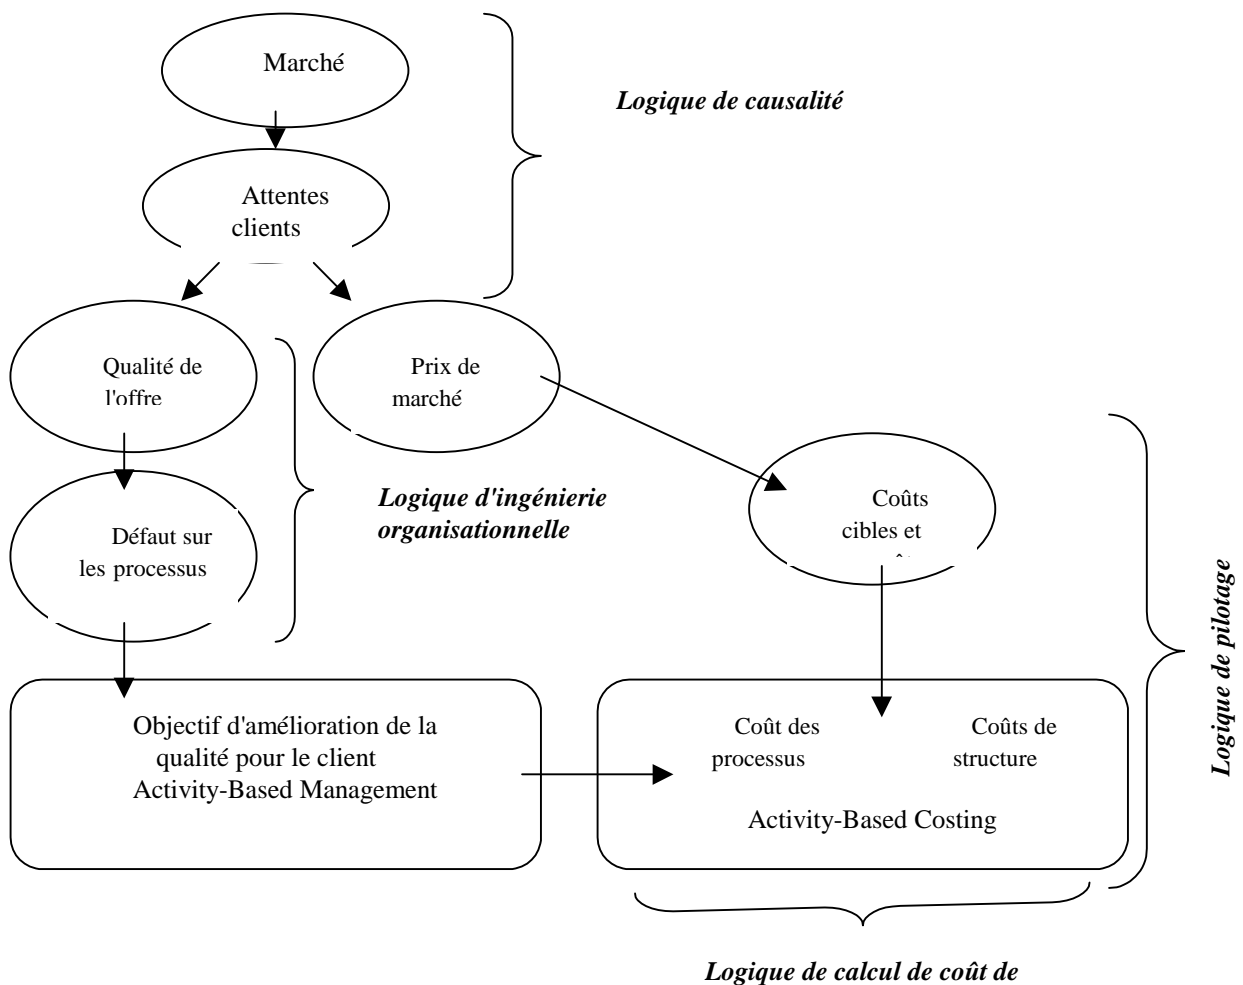 Marché
Logique de causalité
Attentes
clients
Qualité de
l'offre
Prix de
marché
Logique d'ingénierie
organisationnelle
Coûts
cibles et
Défaut sur
les processus
Logique de pilotage
Objectif d'amélioration de la
qualité pour le client
Activity-Based Management
Coût des
processus
Coûts de
structure
Activity-Based Costing
Logique de calcul de coût de